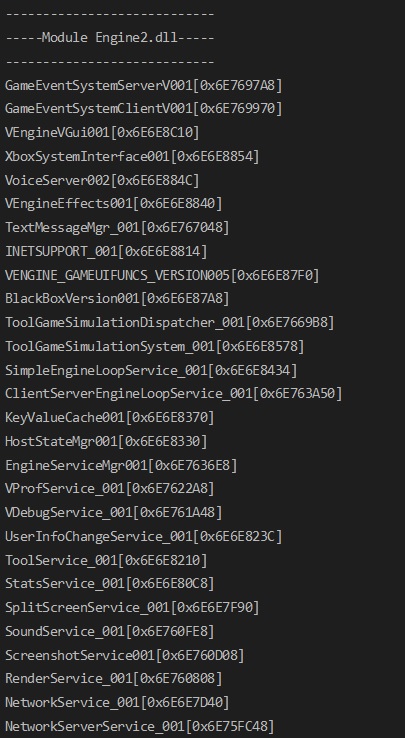 ----------------------------
-----Module Engine2.dll-----
----------------------------
GameEventSystemServerV001[0x6E7697A8]
GameEventSystemClientV001[0x6E769970]
VEngineVGui001[0x6E6E8C10]
XboxSystemInterface001[0x6E6E8854]
VoiceServer002[0x6E6E884C]
VEngineEffects001[0x6E6E8840]
TextMessageMgr_001[0x6E767048]
INETSUPPORT_001[0x6E6E8814]
VENGINE_GAMEUIFUNCS_VERSION005[0x6E6E87F0]
BlackBoxVersion001[0x6E6E87A8]
ToolGameSimulationDispatcher_001[0x6E7669B8]
ToolGameSimulationSystem_001[0x6E6E8578]
SimpleEngineLoopService_001[0x6E6E8434]
ClientServerEngineLoopService_001[0x6E763A50]
KeyValueCache001[0x6E6E8370]
HostStateMgr001[0x6E6E8330]
EngineServiceMgr001[0x6E7636E8]
VProfService_001[0x6E7622A8]
VDebugService_001[0x6E761A48]
UserInfoChangeService_001[0x6E6E823C]
ToolService_001[0x6E6E8210]
StatsService_001[0x6E6E80C8]
SplitScreenService_001[0x6E6E7F90]
SoundService_001[0x6E760FE8]
ScreenshotService001[0x6E760D08]
RenderService_001[0x6E760808]
NetworkService_001[0x6E6E7D40]
NetworkServerService_001[0x6E75FC48]